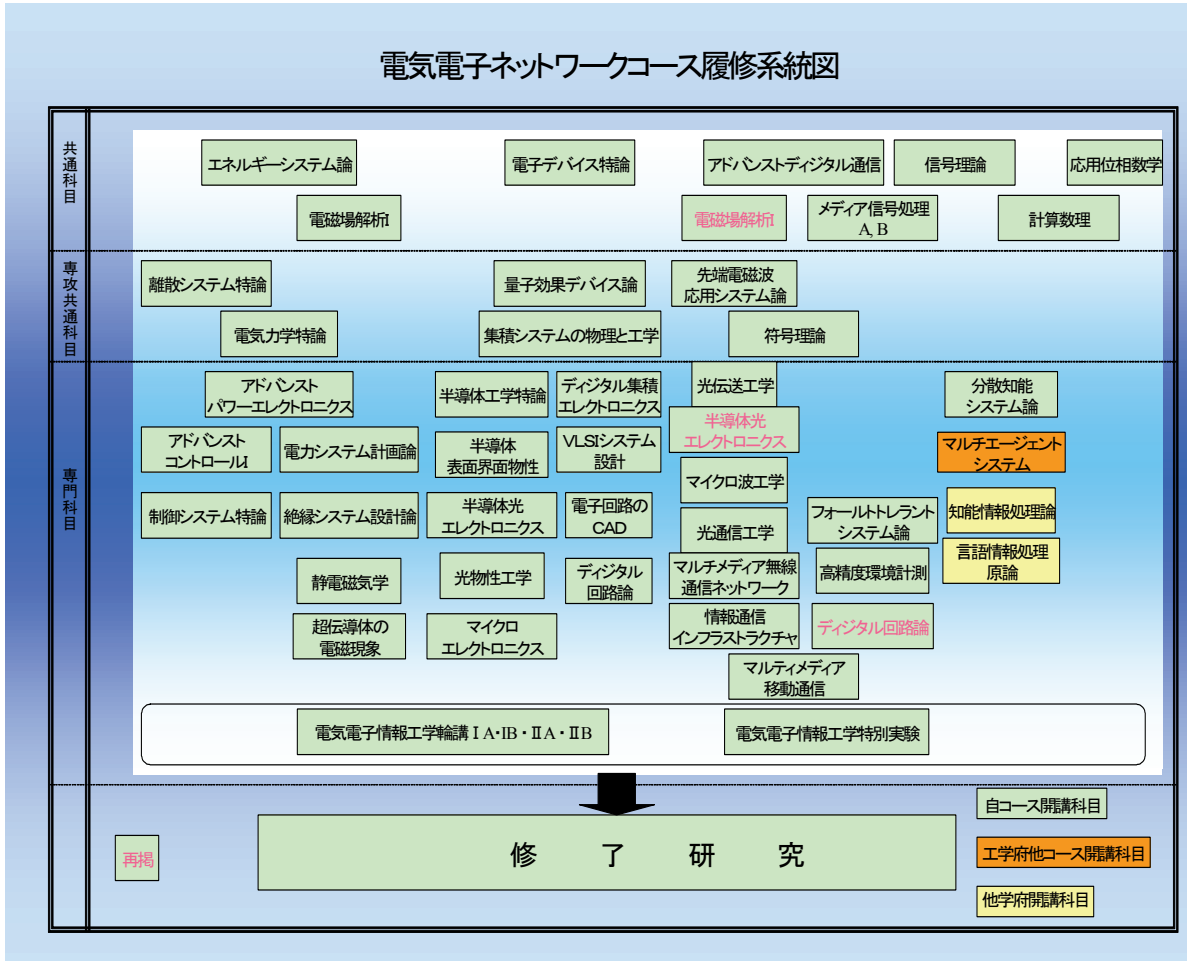 電気電子ネットワークコース履修系統図
共通科目
エネルギーシステム論
電子デバイス特論
アドバンストディジタル通信
信号理論
応用位相数学
電磁場解析I
電磁場解析I
メディア信号処理
A, B
計算数理
専攻共通科目
離散システム特論
量子効果デバイス論
先端電磁波
応用システム論
電気力学特論
集積システムの物理と工学
符号理論
専門科目
アドバンスト
パワーエレクトロニクス
半導体工学特論
ディジタル集積
エレクトロニクス
光伝送工学
分散知能
システム論
半導体光
エレクトロニクス
アドバンスト
コントロールI
電力システム計画論
半導体
表面界面物性
VLSIシステム
設計
マルチエージェント
システム
マイクロ波工学
制御システム特論
絶縁システム設計論
半導体光
エレクトロニクス
電子回路の
CAD
光通信工学
フォールトトレラント
システム論
知能情報処理論
言語情報処理
原論
静電磁気学
光物性工学
ディジタル
回路論
マルチメディア無線
通信ネットワーク
高精度環境計測
超伝導体の
電磁現象
マイクロ
エレクトロニクス
情報通信
インフラストラクチャ
ディジタル回路論
マルティメディア
移動通信
電気電子情報工学輪講ⅠA・IB・ⅡA・ⅡB
電気電子情報工学特別実験
修了研究
再掲
自コース開講科目
工学府他コース開講科目
他学府開講科目